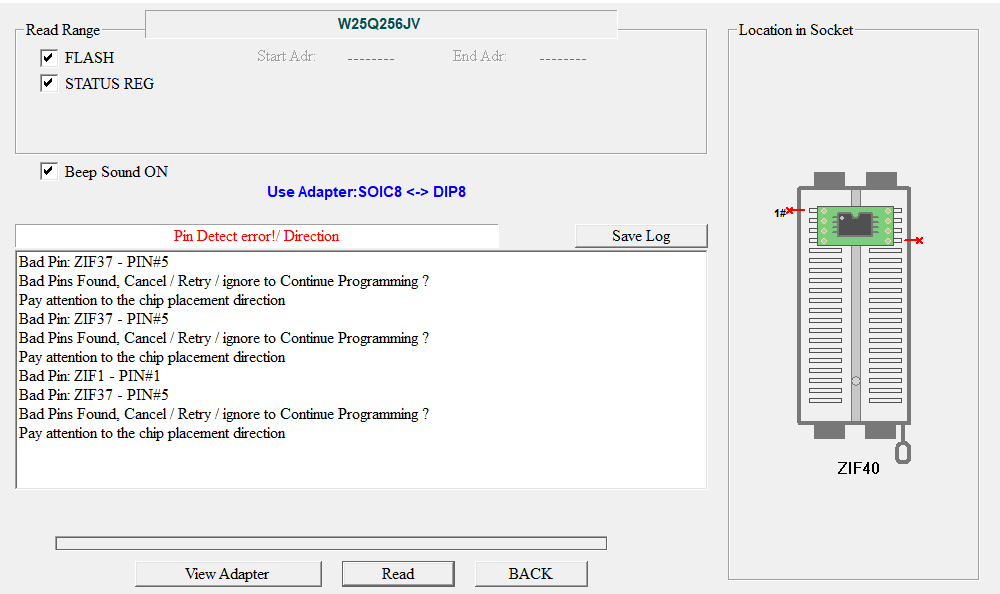 W25Q256JV
Read Range
FLASH
Start Adr:
--------
End Adr:
--------
STATUS REG
Beep Sound ON
Use Adapter:SOIC8 <-> DIP8
Pin Detect error!/ Direction
Save Log
Bad Pin: ZIF37 - PIN#5
Bad Pins Found, Cancel / Retry / ignore to Continue Programming ?
Pay attention to the chip placement direction
Bad Pin: ZIF37 - PIN#5
Bad Pins Found, Cancel / Retry / ignore to Continue Programming ?
Pay attention to the chip placement direction
Bad Pin: ZIF1 - PIN#1
Bad Pin: ZIF37 - PIN#5
Bad Pins Found, Cancel / Retry / ignore to Continue Programming ?
Pay attention to the chip placement direction
View Adapter
Read
BACK
Location in Socket
1#
ZIF40